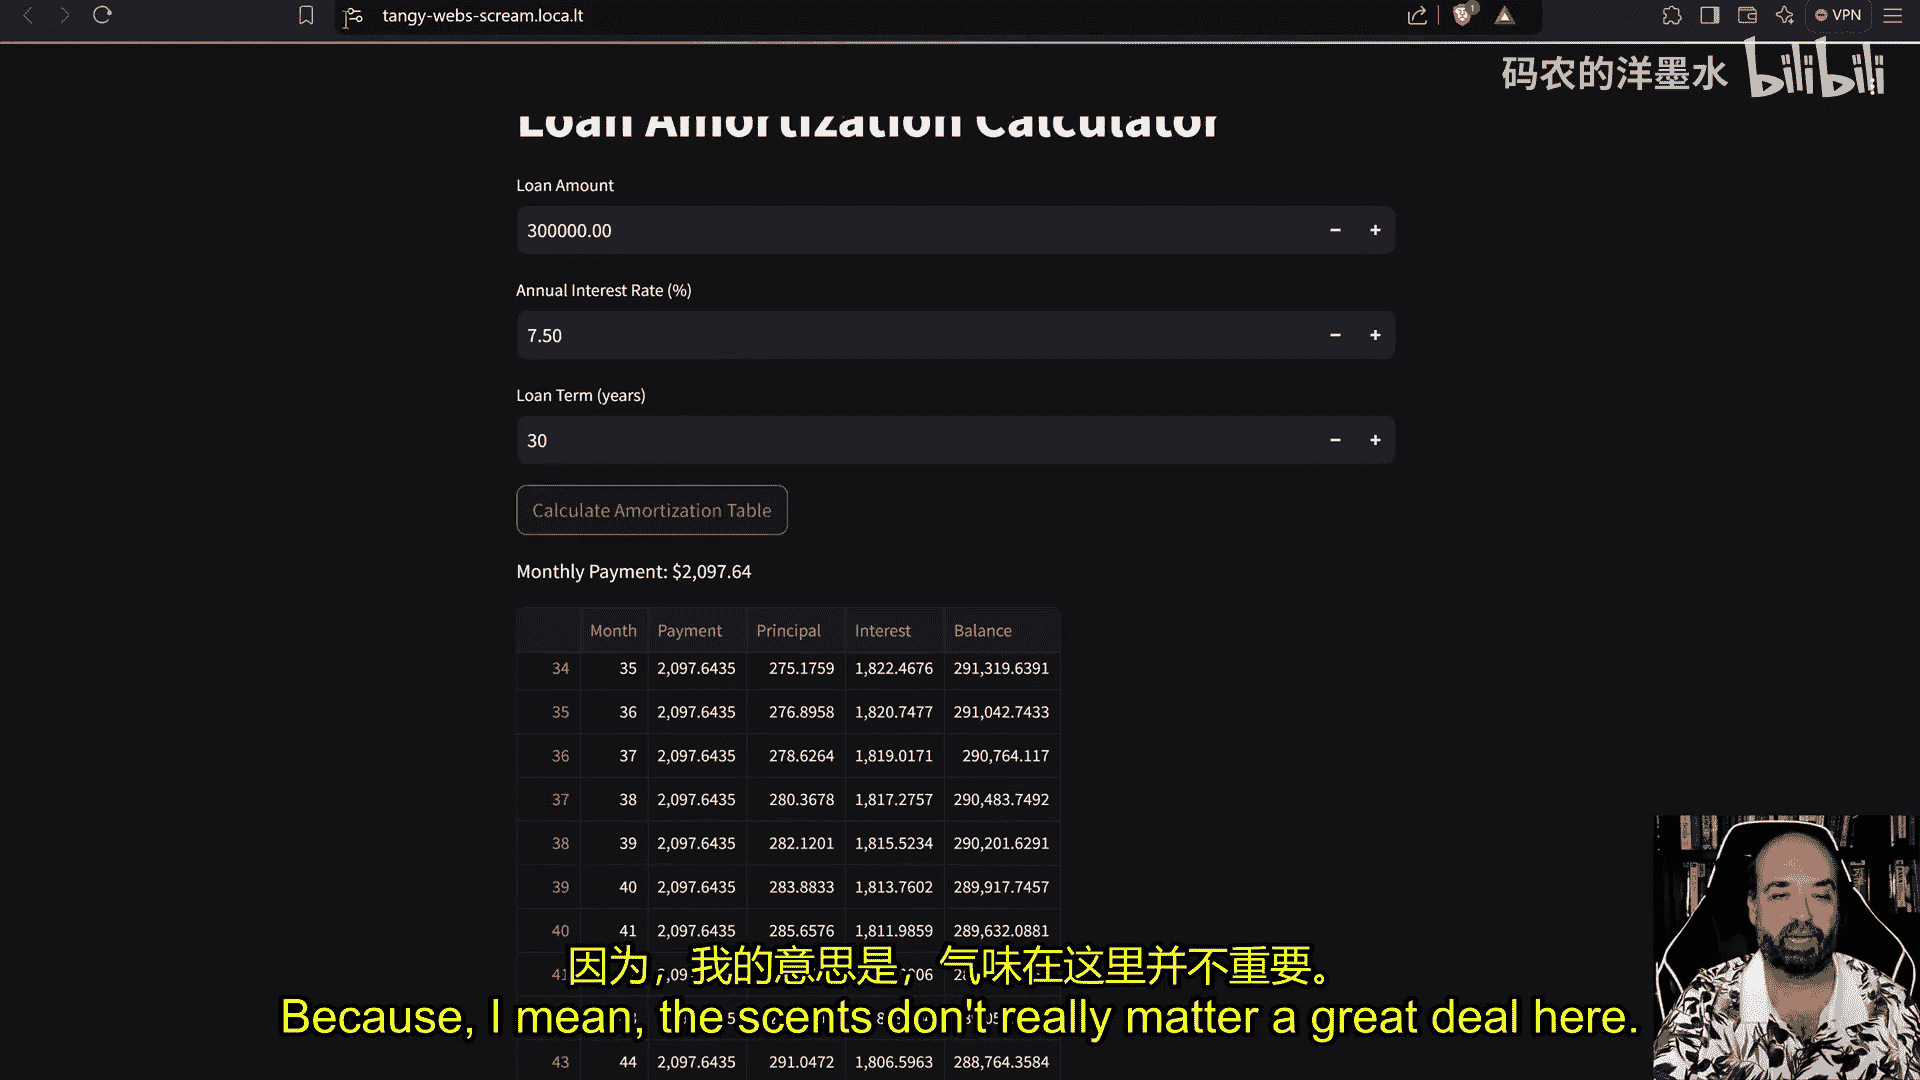 tangy-webs-scream.loca.lt
1
VPN
码农的洋墨水 bilibili
Loan Amortization Calculator
Loan Amount
300000.00
Annual Interest Rate (%)
7.50
Loan Term (years)
30
Calculate Amortization Table
Monthly Payment: $2,097.64
Month Payment Principal Interest Balance
34 35 2,097.6435 275.1759 1,822.4676 291,319.6391
35 36 2,097.6435 276.8958 1,820.7477 291,042.7433
36 37 2,097.6435 278.6264 1,819.0171 290,764.117
37 38 2,097.6435 280.3678 1,817.2757 290,483.7492
38 39 2,097.6435 282.1201 1,815.5234 290,201.6291
39 40 2,097.6435 283.8833 1,813.7602 289,917.7457
40 41 2,097.6435 285.6576 1,811.9859 289,632.0881
因为，我的意思是，气味在这里并不重要。
Because, I mean, the scents don't really matter a great deal here.
43 44 2,097.6435 291.0472 1,806.5963 288,764.3584